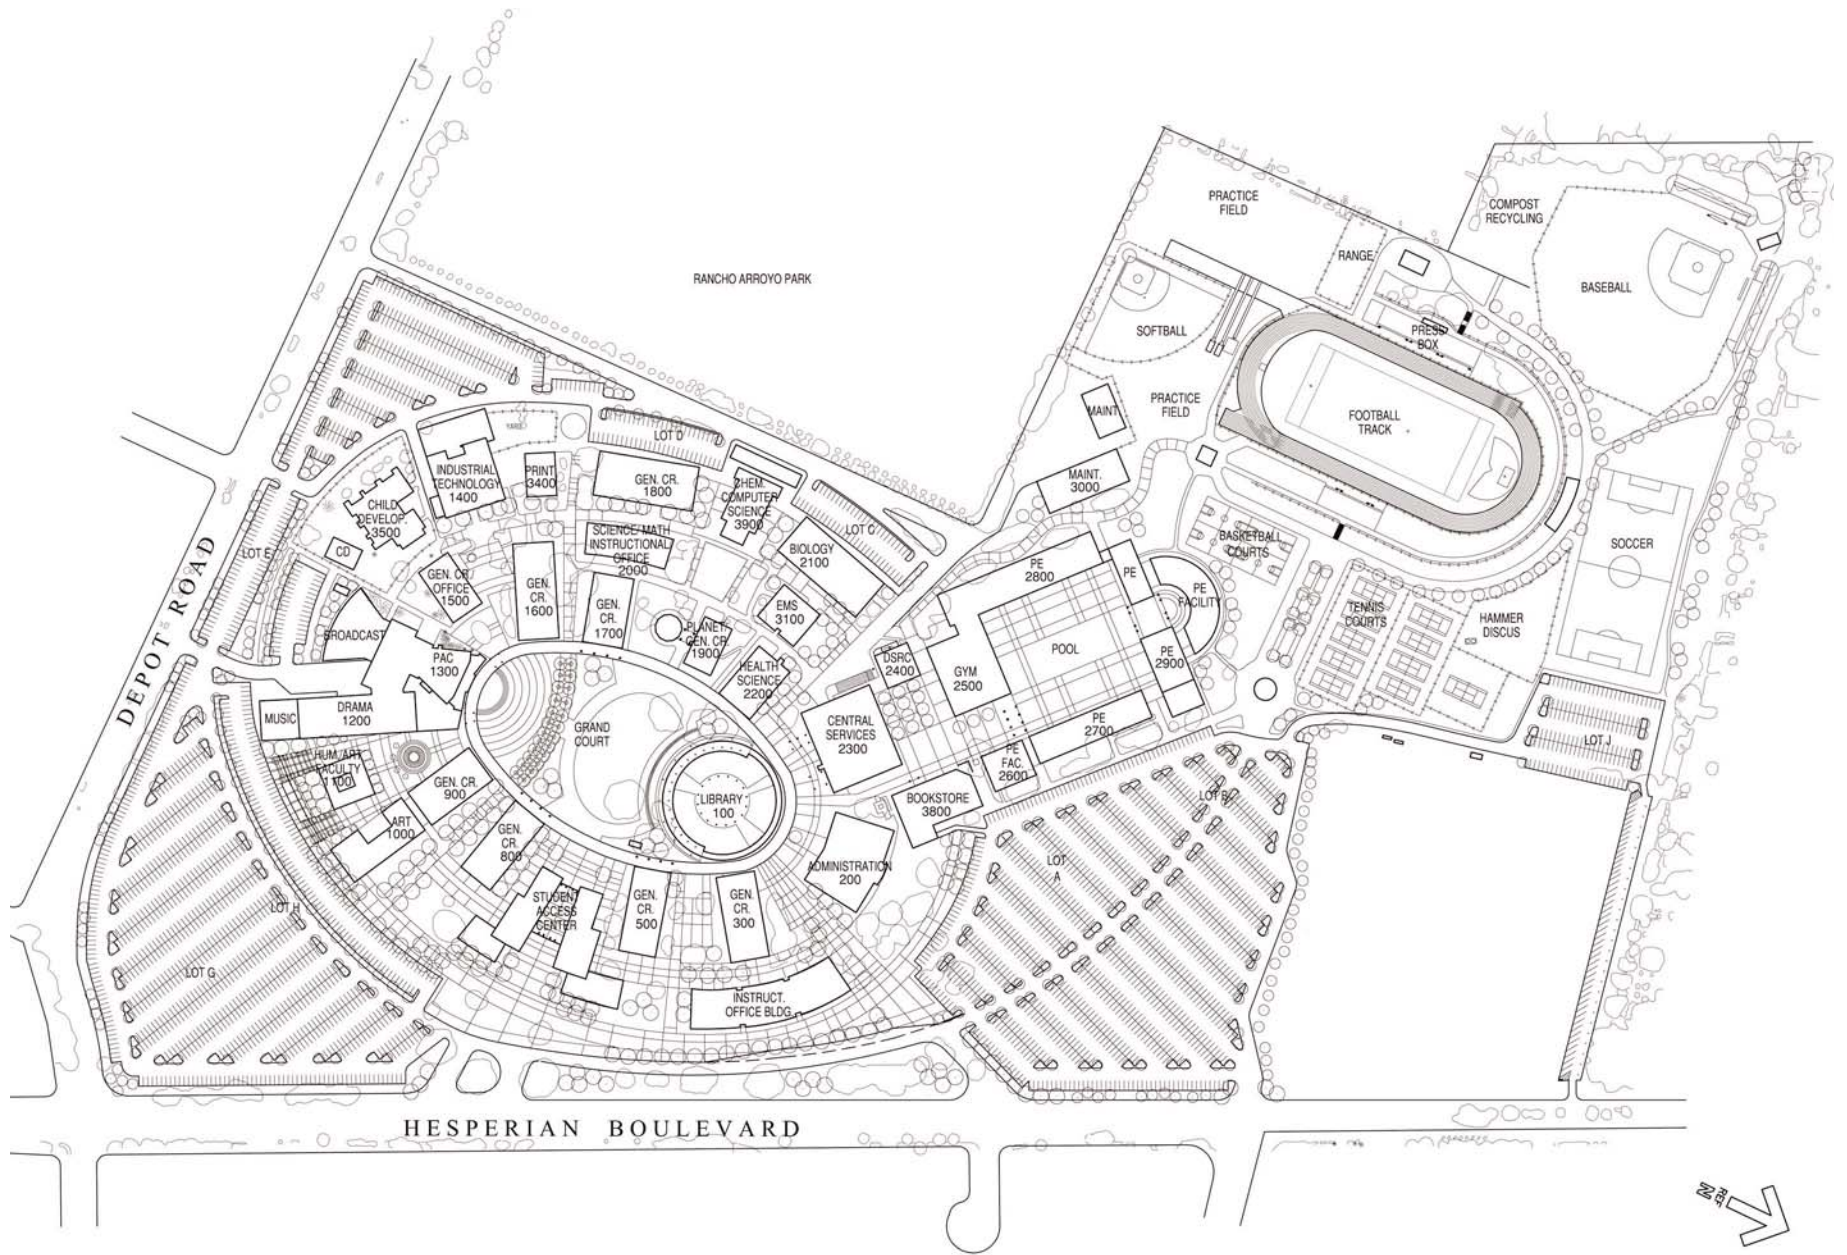 PRACTICE
FIELD
COMPOST
RECYCLING
RANGE
RANCHO ARROYO PARK
BASEBALL
SOFTBALL
PRESS
BOX
PRACTICE
FIELD
MAINT
FOOTBALL
TRACK
LOT D
INDUSTRIAL
TECHNOLOGY
1400
PRINT
3400
GEN. CR.
1800
CHEM.
COMPUTER
SCIENCE
3900
MAINT.
3000
CHILD
DEVELOP.
3500
LOT C
SCIENCE/ MATH
INSTRUCTIONAL
OFFICE
2000
BIOLOGY
2100
BASKETBALL
COURTS
SOCCER
LOT E
CD
GEN. CR.
OFFICE
1500
GEN.
CR.
1600
GEN.
CR.
1700
EMS
3100
PE
2800
PE
PE
FACILITY
TENNIS
COURTS
HAMMER
DISCUS
DEPOT ROAD
BROADCAST
PAC
1300
PLANET/
GEN. CR.
1900
HEALTH
SCIENCE
2200
DSRC
2400
GYM
2500
POOL
PE
2900
MUSIC
DRAMA
1200
GRAND
COURT
CENTRAL
SERVICES
2300
PE
2700
PE
FAC.
2600
LOT J
HUM./ART
FACULTY
1100
GEN. CR.
900
LIBRARY
100
BOOKSTORE
3800
LOT B
ART
1000
GEN.
CR.
800
ADMINISTRATION
200
LOT
A
LOT H
STUDENT
ACCESS
CENTER
GEN.
CR.
500
GEN.
CR.
300
LOT G
INSTRUCT.
OFFICE BLDG.
HESPERIAN BOULEVARD
REF
N